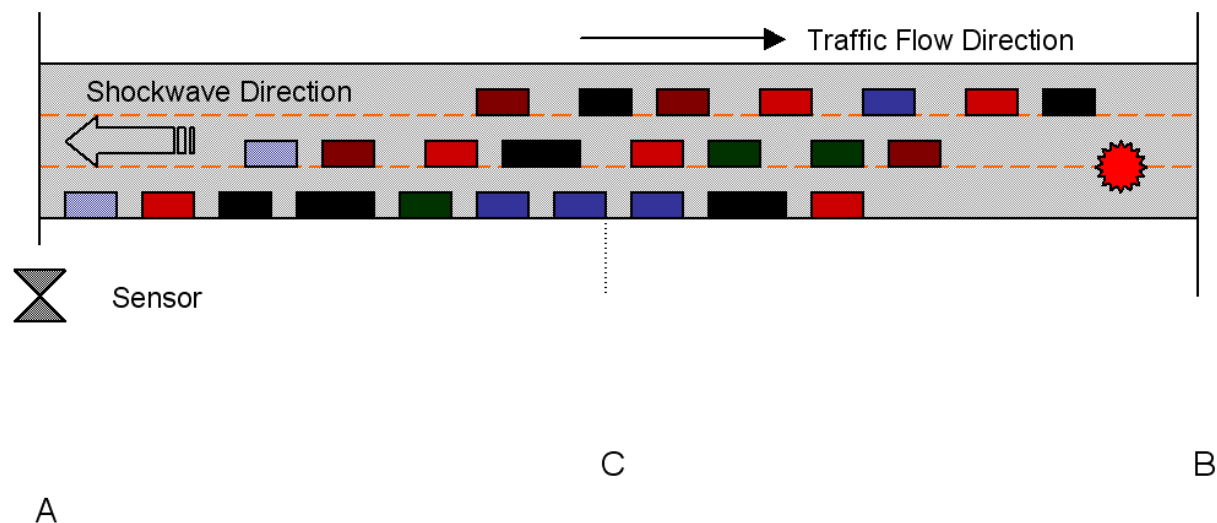 Traffic Flow Direction
Shockwave Direction
Sensor
C
B
A